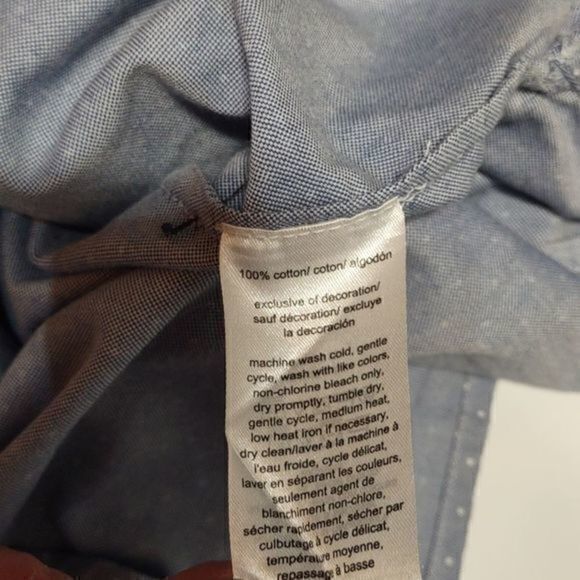 100% cotton/ coton/ algodón
exclusive of decoration/
sauf décoration/ excluye
la decoración
machine wash cold, gentle
cycle, wash with like colors,
non-chlorine bleach only,
dry promptly, tumble dry,
gentle cycle, medium heat,
low heat iron if necessary,
dry clean/laver à la machine à
l'eau froide, cycle délicat,
laver en séparant les couleurs,
seulement agent de
blanchiment non-chlore,
sécher rapidement, sécher par
culbutage à cycle délicat,
température moyenne,
repassage à basse